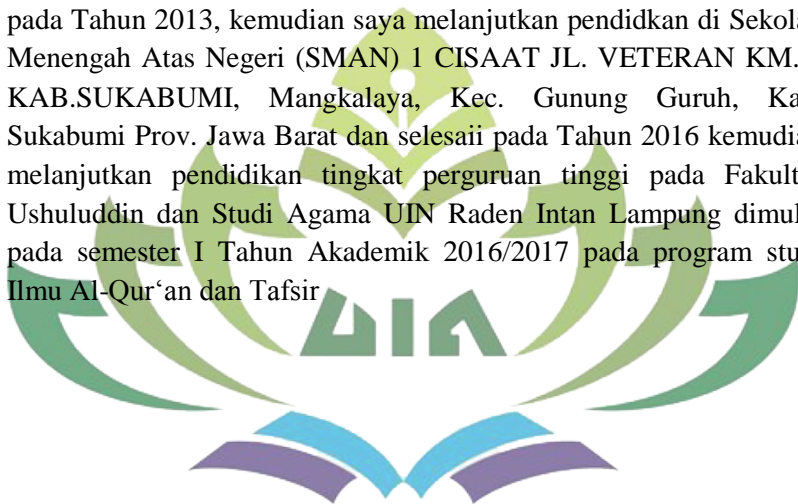 pada Tahun 2013, kemudian saya melanjutkan pendidkan di Sekola
Menengah Atas Negeri (SMAN) 1 CISAAT JL. VETERAN KM.
KAB.SUKABUMI, Mangkalaya, Kec. Gunung Guruh, Ka
Sukabumi Prov. Jawa Barat dan selesaii pada Tahun 2016 kemudia
melanjutkan pendidikan tingkat perguruan tinggi pada Fakult
Ushuluddin dan Studi Agama UIN Raden Intan Lampung dimul
pada semester I Tahun Akademik 2016/2017 pada program stu
Ilmu Al-Qur‘an dan Tafsir
UIN